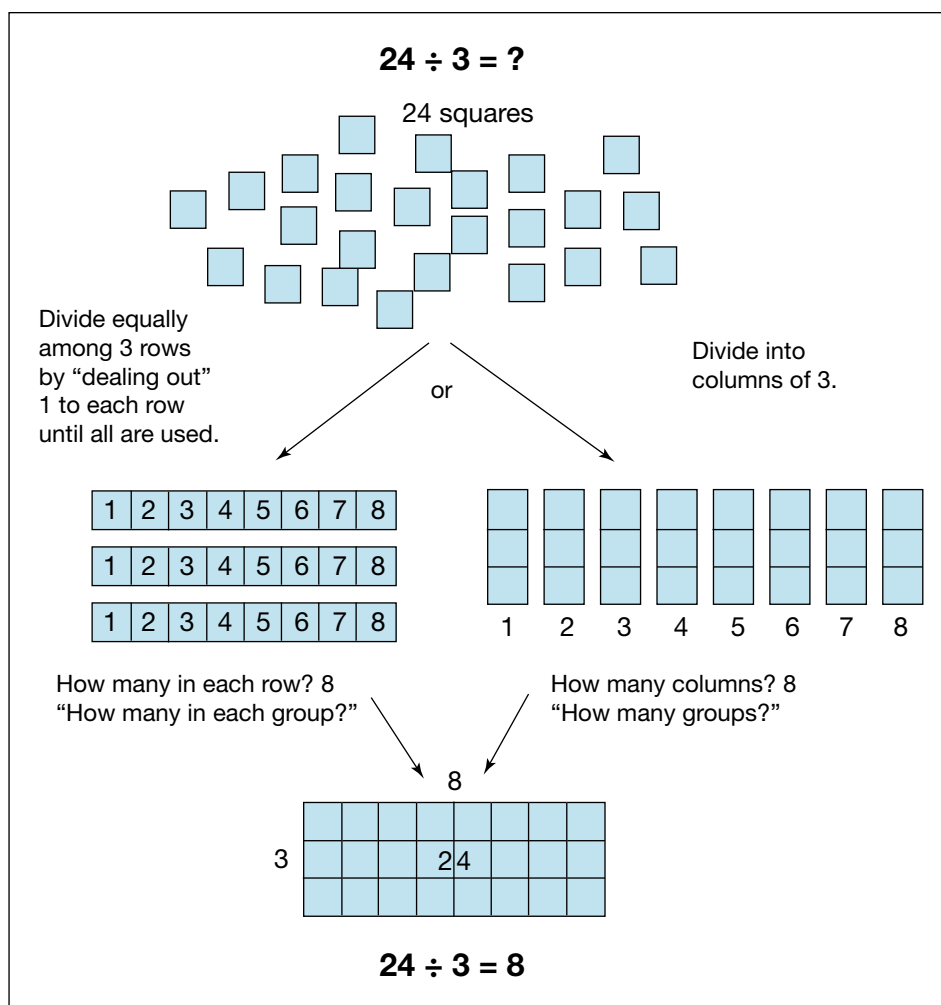 24 ÷ 3 = ?
24 squares
Divide equally
among 3 rows
by “dealing out”
1 to each row
until all are used.
or
Divide into
columns of 3.
1 2 3 4 5 6 7 8
1 2 3 4 5 6 7 8
1 2 3 4 5 6 7 8
How many in each row? 8
“How many in each group?”
1 2 3 4 5 6 7 8
How many columns? 8
“How many groups?”
8
3
24
24 ÷ 3 = 8